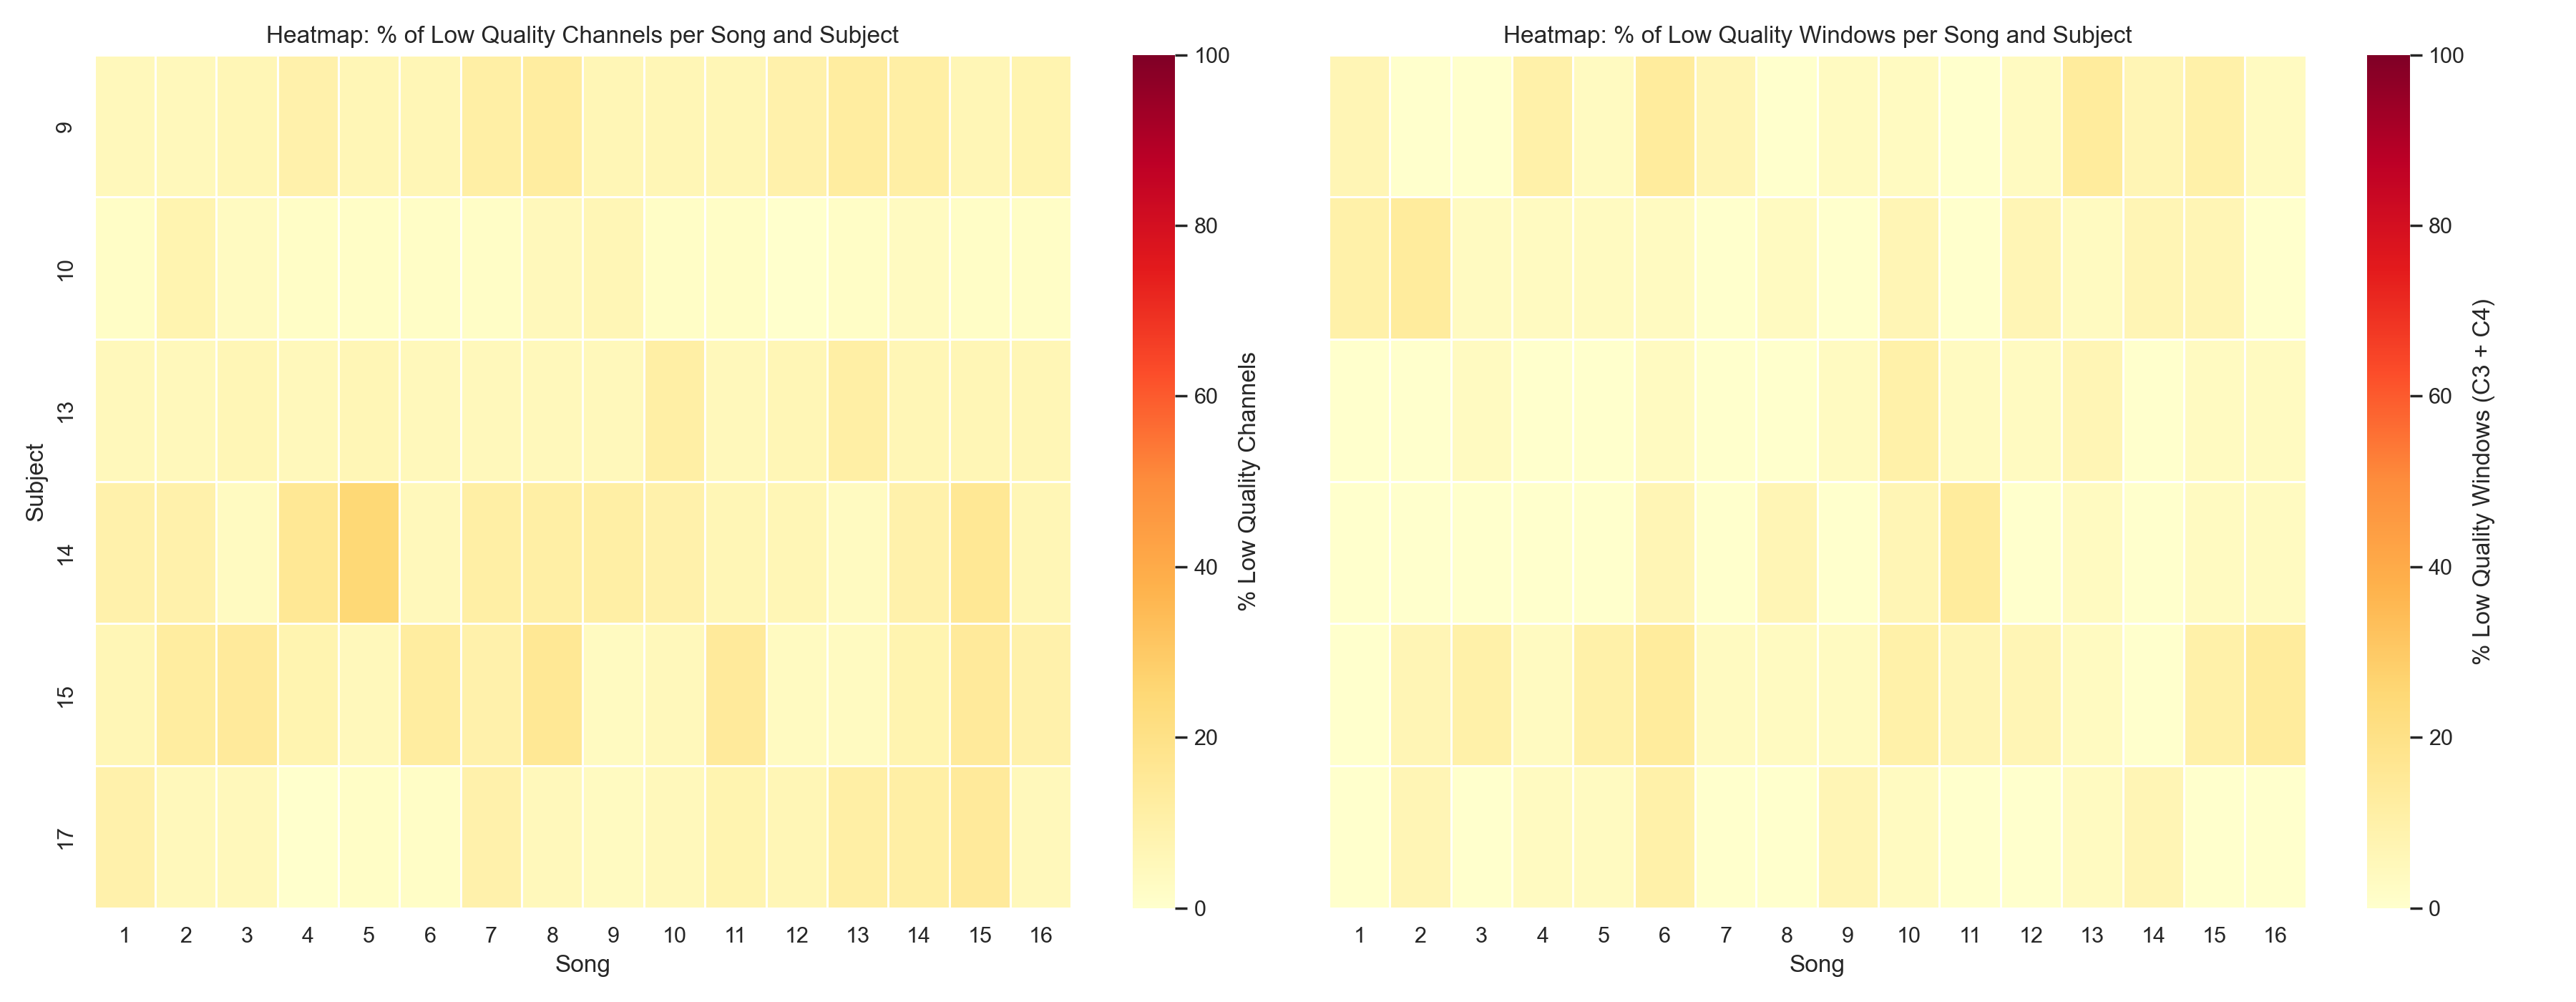 Heatmap: % of Low Quality Channels per Song and Subject
Subject
9
10
13
14
15
17
1 2 3 4 5 6 7 8 9 10 11 12 13 14 15 16
Song
100
80
60
40
20
0
% Low Quality Channels
Heatmap: % of Low Quality Windows per Song and Subject
1 2 3 4 5 6 7 8 9 10 11 12 13 14 15 16
Song
100
80
60
40
20
0
% Low Quality Windows (C3 + C4)